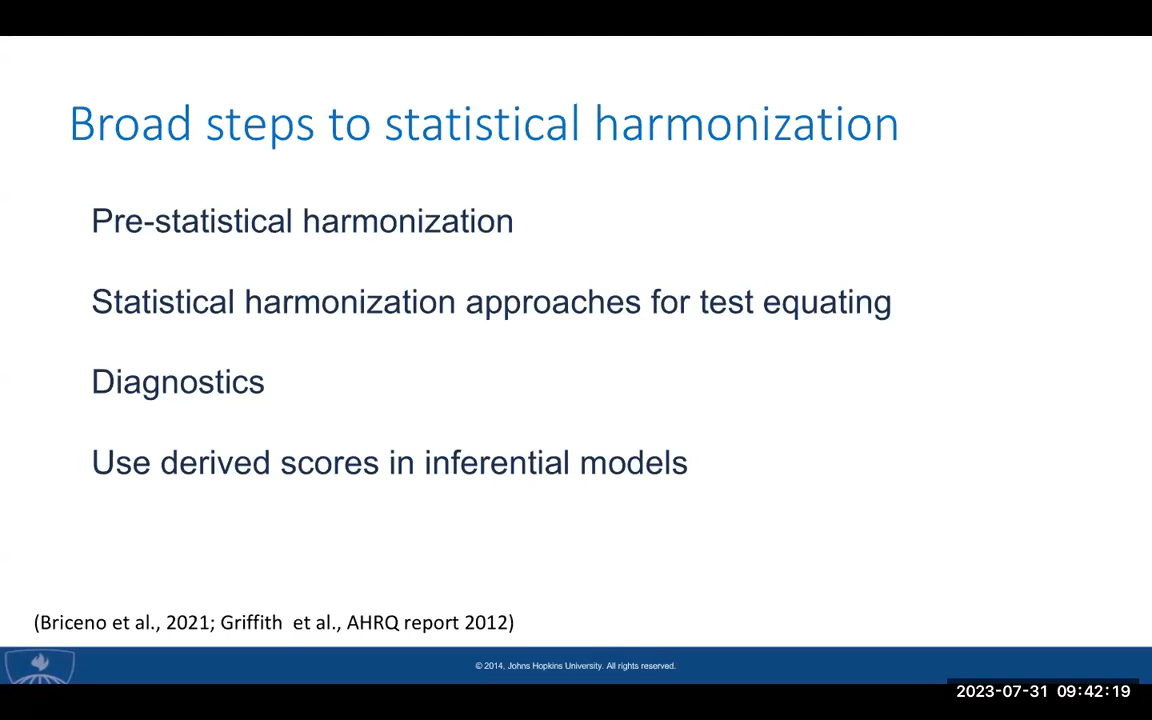 Broad steps to statistical harmonization
Pre-statistical harmonization
Statistical harmonization approaches for test equating
Diagnostics
Use derived scores in inferential models
(Briceno et al., 2021; Griffith  et al., AHRQ report 2012)
© 2014, Johns Hopkins University. All rights reserved.
2023-07-31 09:42:19